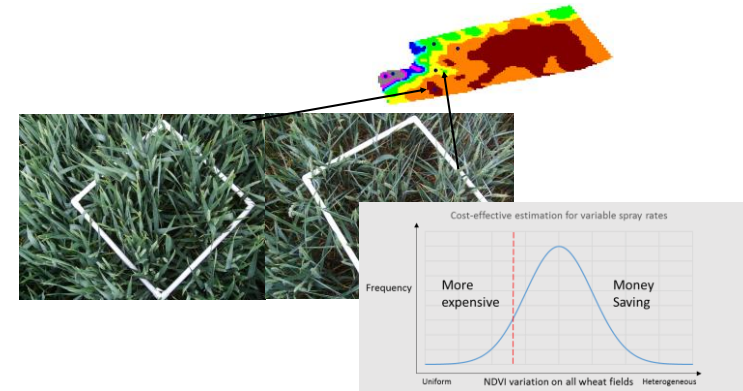 Cost-effective estimation for variable spray rates
Frequency
More
expensive
Money
Saving
Uniform
NDVI variation on all wheat fields
Heterogeneous